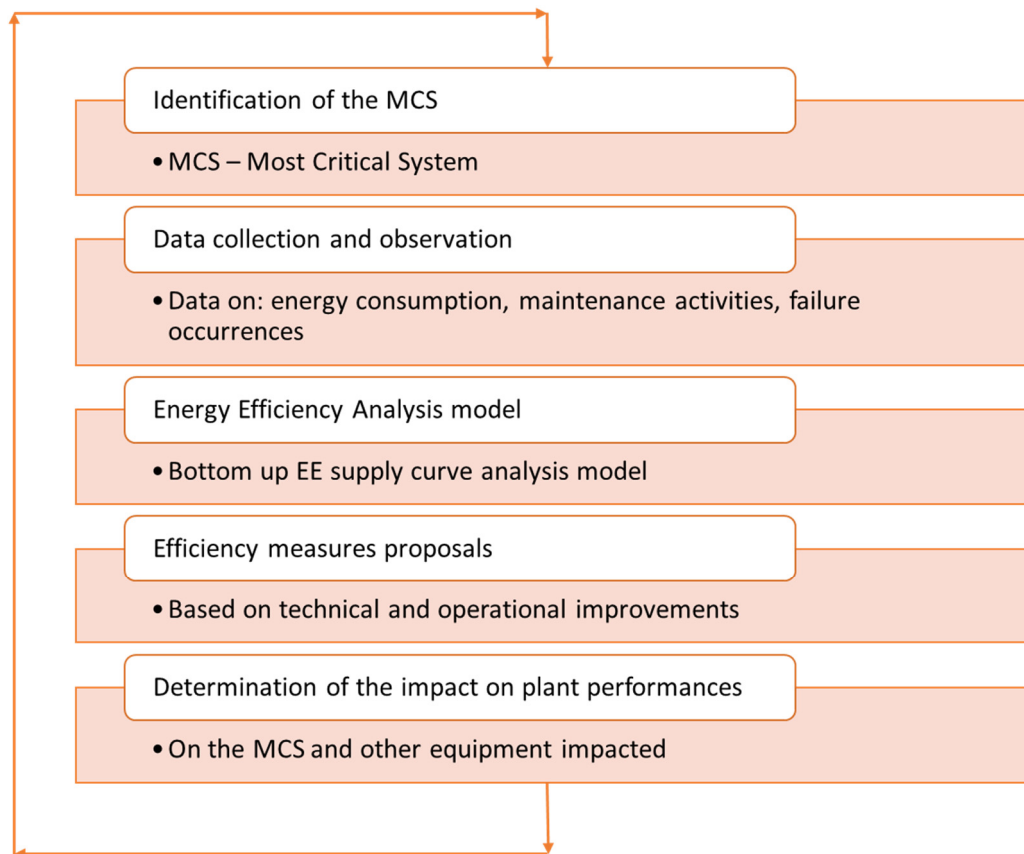 Identification of the MCS
• MCS – Most Critical System
Data collection and observation
• Data on: energy consumption, maintenance activities, failure
occurrences
Energy Efficiency Analysis model
• Bottom up EE supply curve analysis model
Efficiency measures proposals
• Based on technical and operational improvements
Determination of the impact on plant performances
• On the MCS and other equipment impacted